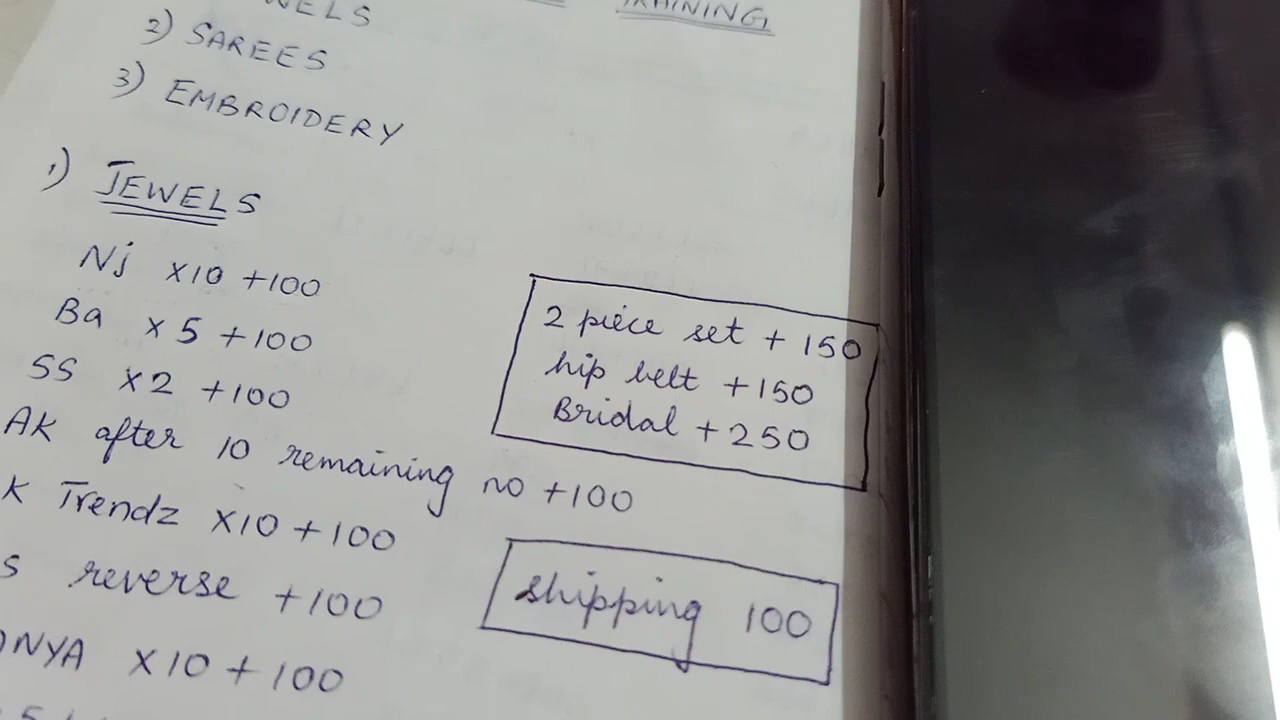 TRAINING
2) SAREES
3) EMBROIDERY
1) JEWELS
Nj x10 +100
Ba x 5 +100
SS x2 +100
AK after 10 remaining no +100
K Trendz x10 +100
S reverse +100
NYA x10 + 100
2 piece set + 150
hip belt +150
Bridal +250
shipping 100